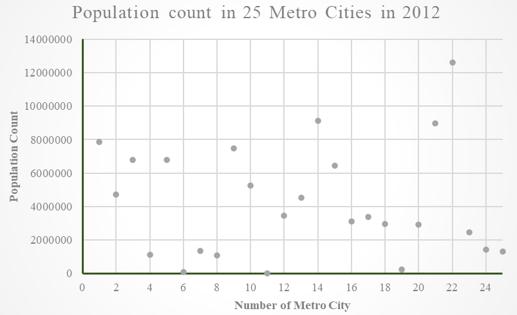 Population count in 25 Metro Cities in 2012
14000000
12000000
10000000
8000000
6000000
4000000
2000000
0
Population Count
0 2 4 6 8 10 12 14 16 18 20 22 24
Number of Metro City